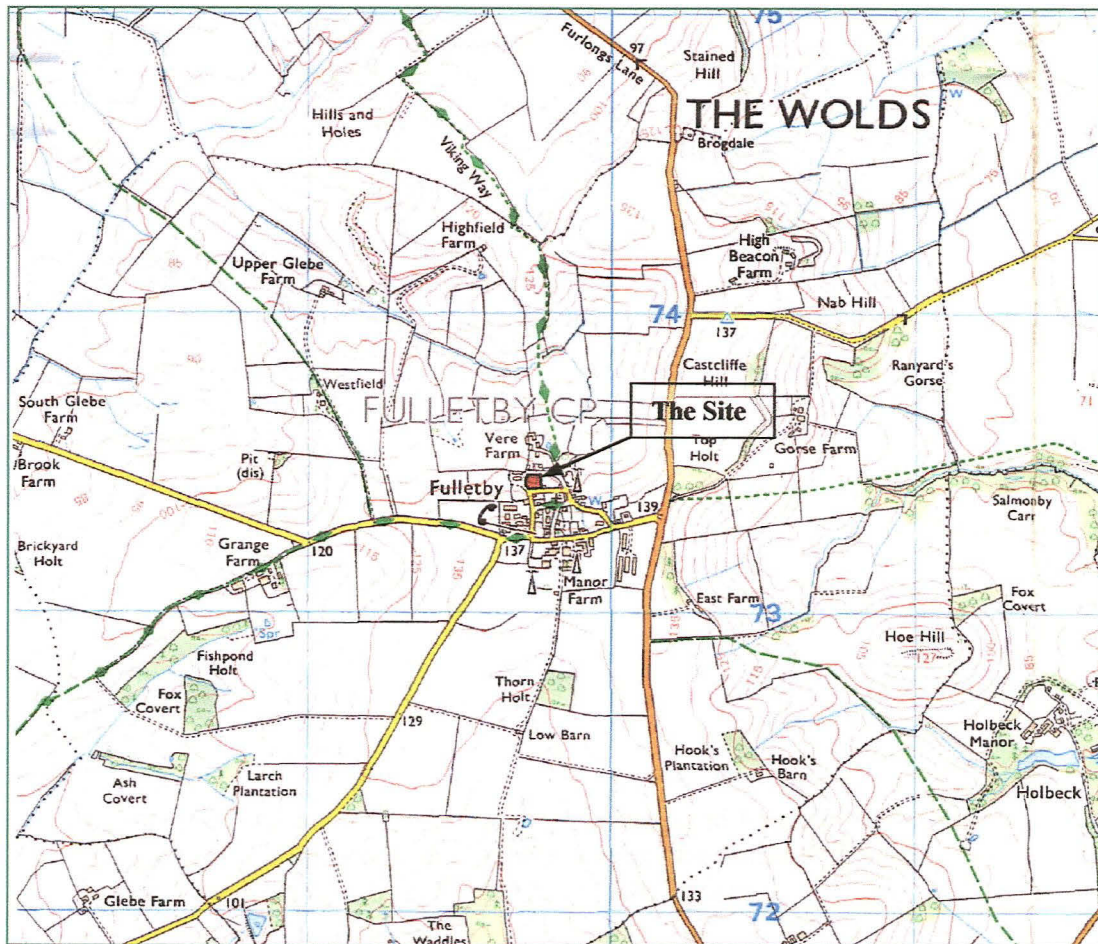 75
97
Furlongs Lane
Stained
Hill
THE WOLDS
W
Brogdale
Hills and
Holes
Viking Way
Highfield
Farm
Upper Glebe
Farm
High
Beacon
Farm
Nab Hill
74
137
Castcliffe
Hill
Ranyard's
Gorse
Westfield
South Glebe
Farm
FULLETBY CP
The Site
Vere
Farm
Top
Holt
Gorse Farm
Brook
Farm
Pit
(dis)
Fulletby
W
139
Salmonby
Carr
Brickyard
Holt
Grange
Farm
120
137
Manor
Farm
East Farm
73
Fox
Covert
Spr
Hoe Hill
127
Fishpond
Holt
Fox
Covert
Thorn
Holt
129
Low Barn
Hook's
Plantation
Hook's
Barn
Holbeck
Manor
Holbeck
Ash
Covert
Larch
Plantation
Glebe Farm
101
133
72
The
Waddles